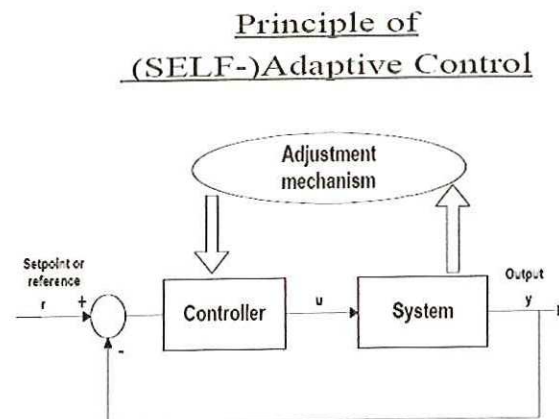 Principle of
(SELF-)Adaptive Control
Adjustment
mechanism
Setpoint or
reference
r
+
-
Controller
u
System
Output
y